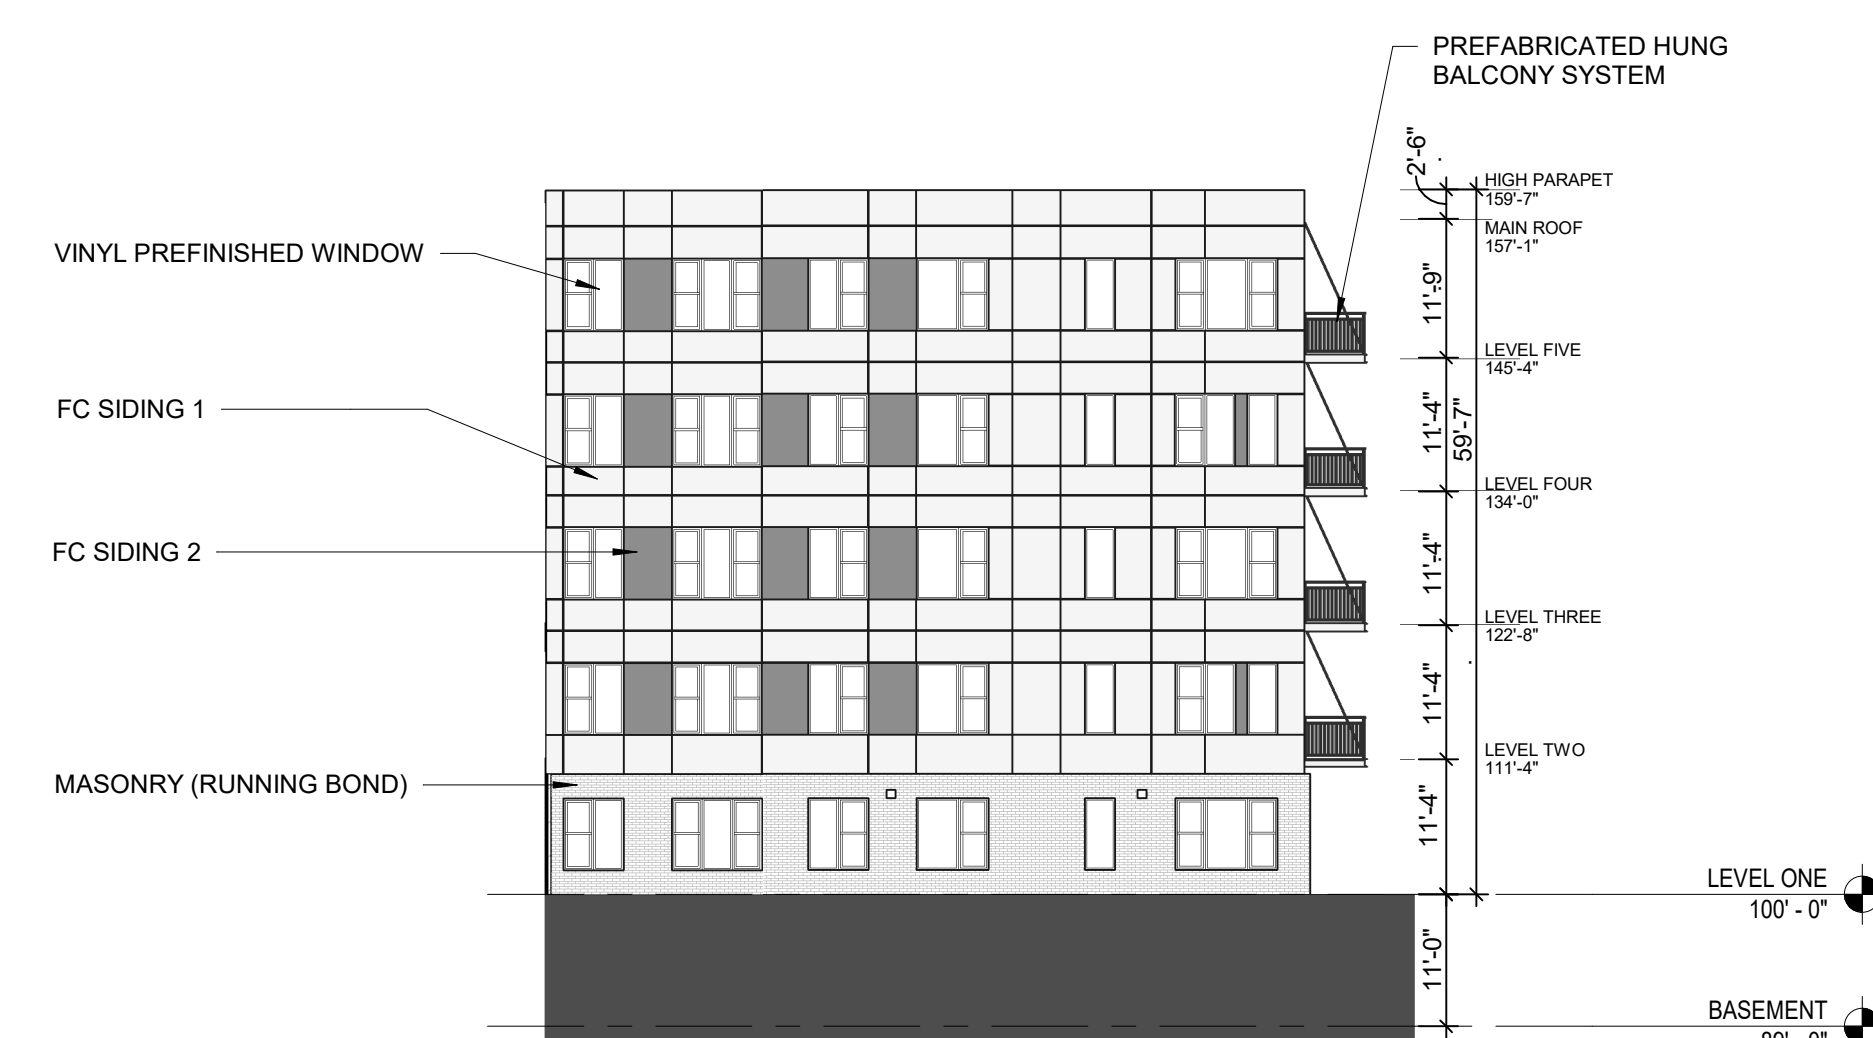 PREFABRICATED HUNG
BALCONY SYSTEM
2'-6"
HIGH PARAPET
159'-7"
MAIN ROOF
157'-1"
VINYL PREFINISHED WINDOW
11'-9"
LEVEL FIVE
145'-4"
FC SIDING 1
11'-4"
59'-7"
LEVEL FOUR
134'-0"
FC SIDING 2
11'-4"
LEVEL THREE
122'-8"
11'-4"
LEVEL TWO
111'-4"
MASONRY (RUNNING BOND)
11'-4"
LEVEL ONE
100' - 0"
11'-0"
BASEMENT